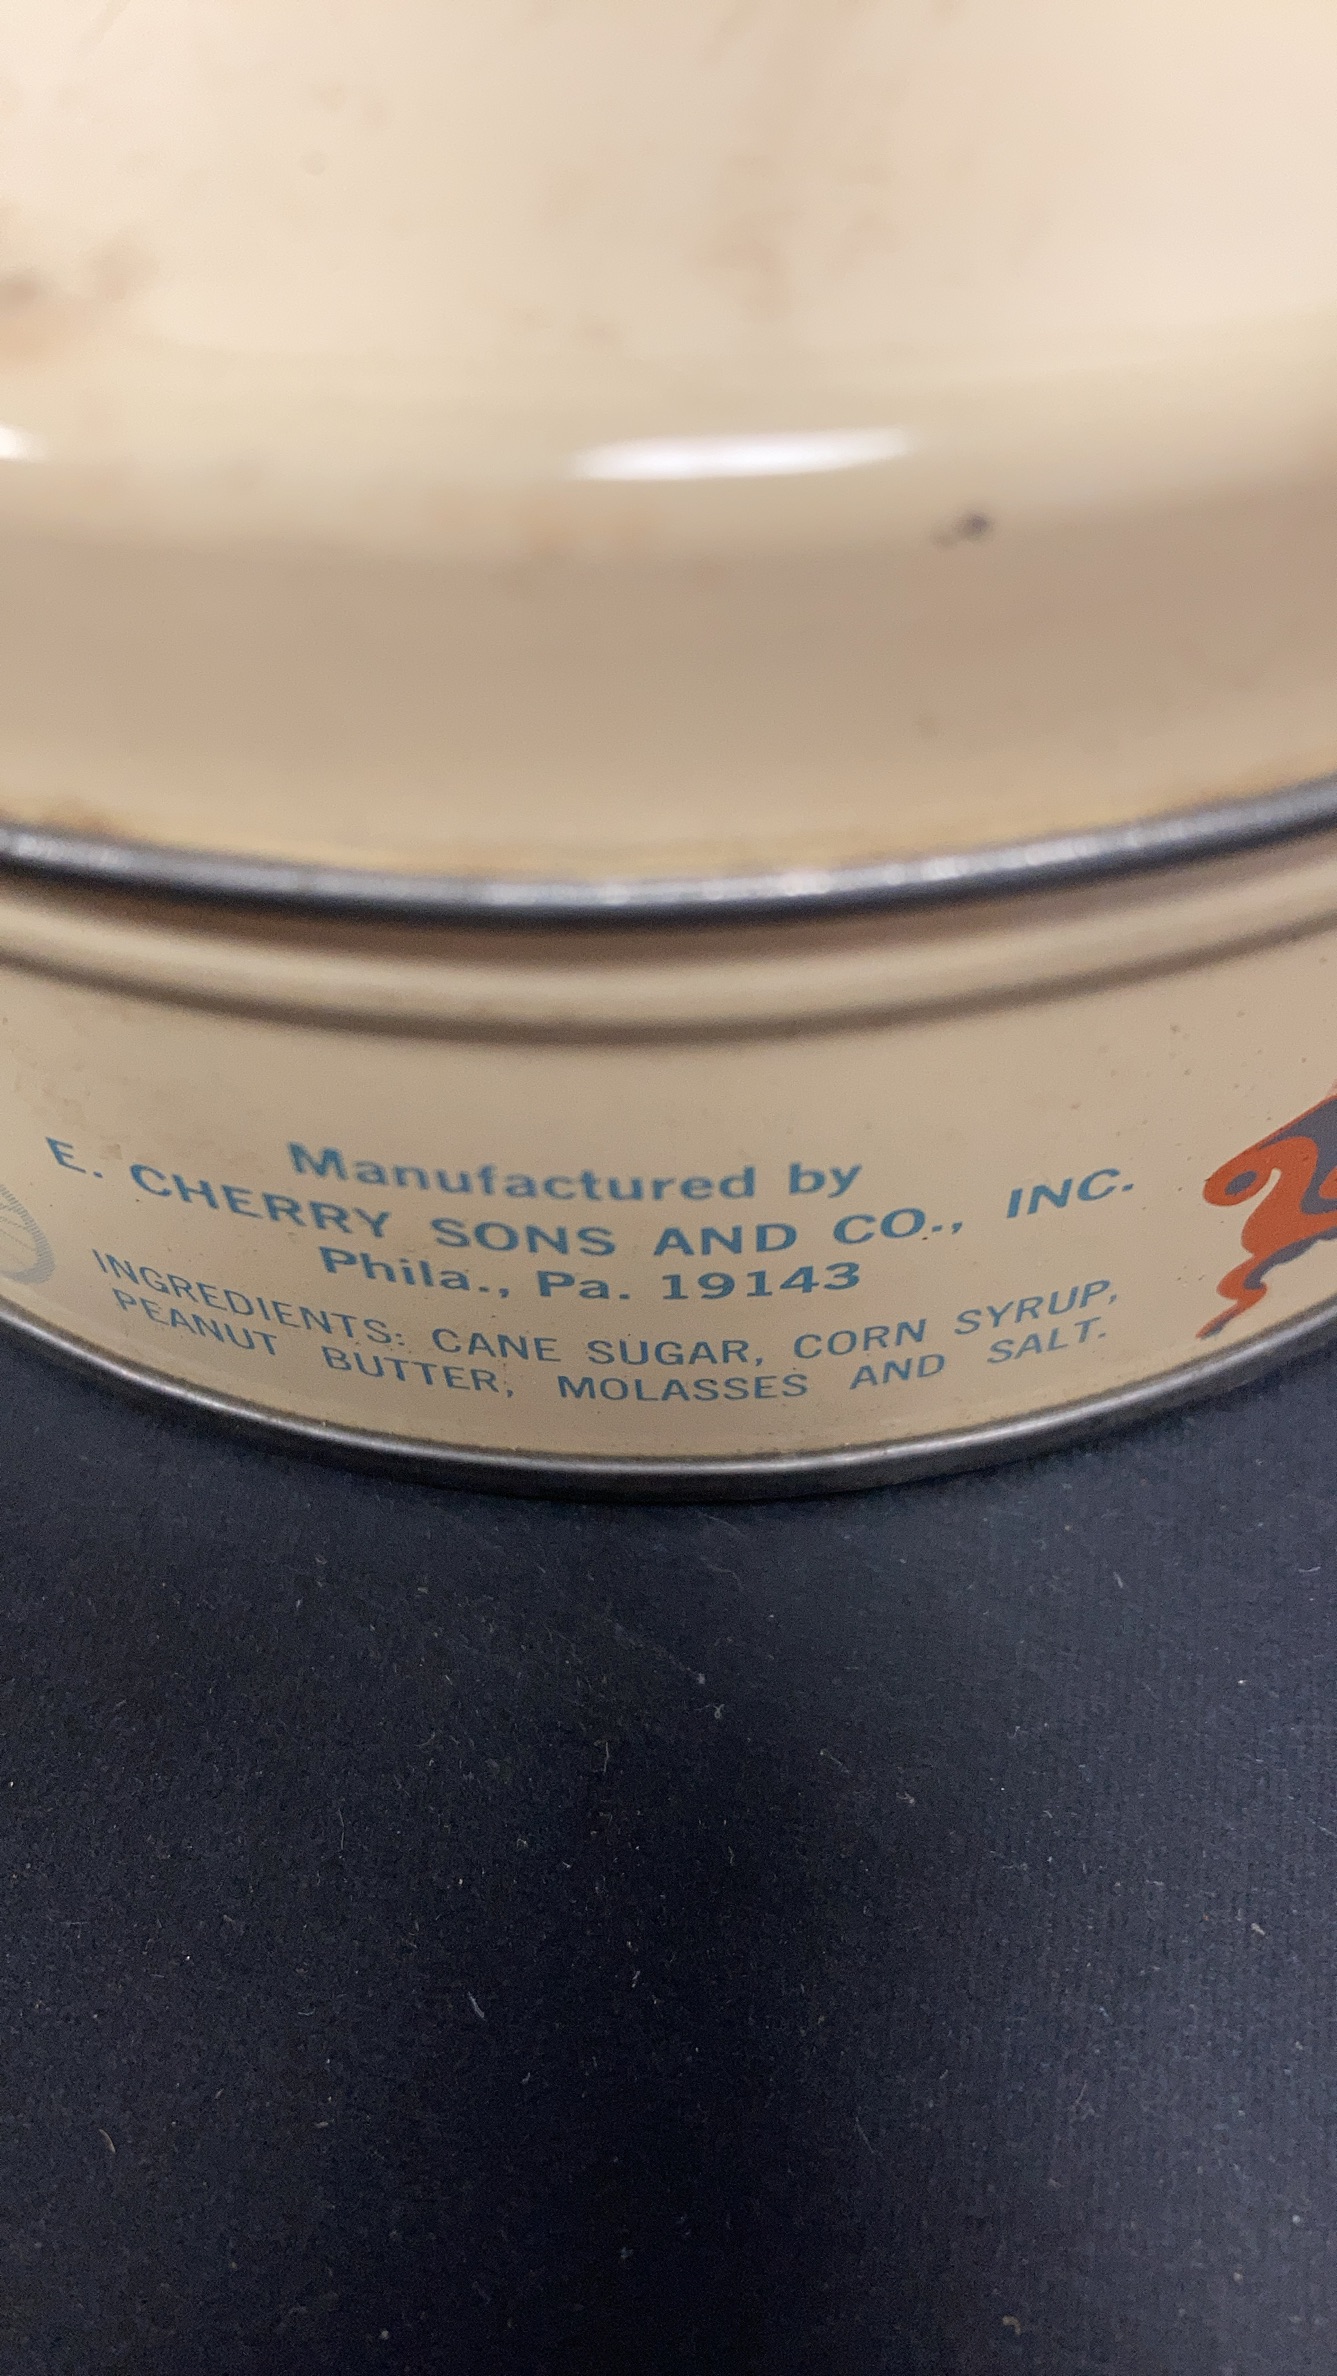 Manufactured by
E. CHERRY SONS AND CO., INC.
Phila., Pa. 19143
INGREDIENTS: CANE SUGAR, CORN SYRUP,
PEANUT BUTTER, MOLASSES AND SALT.